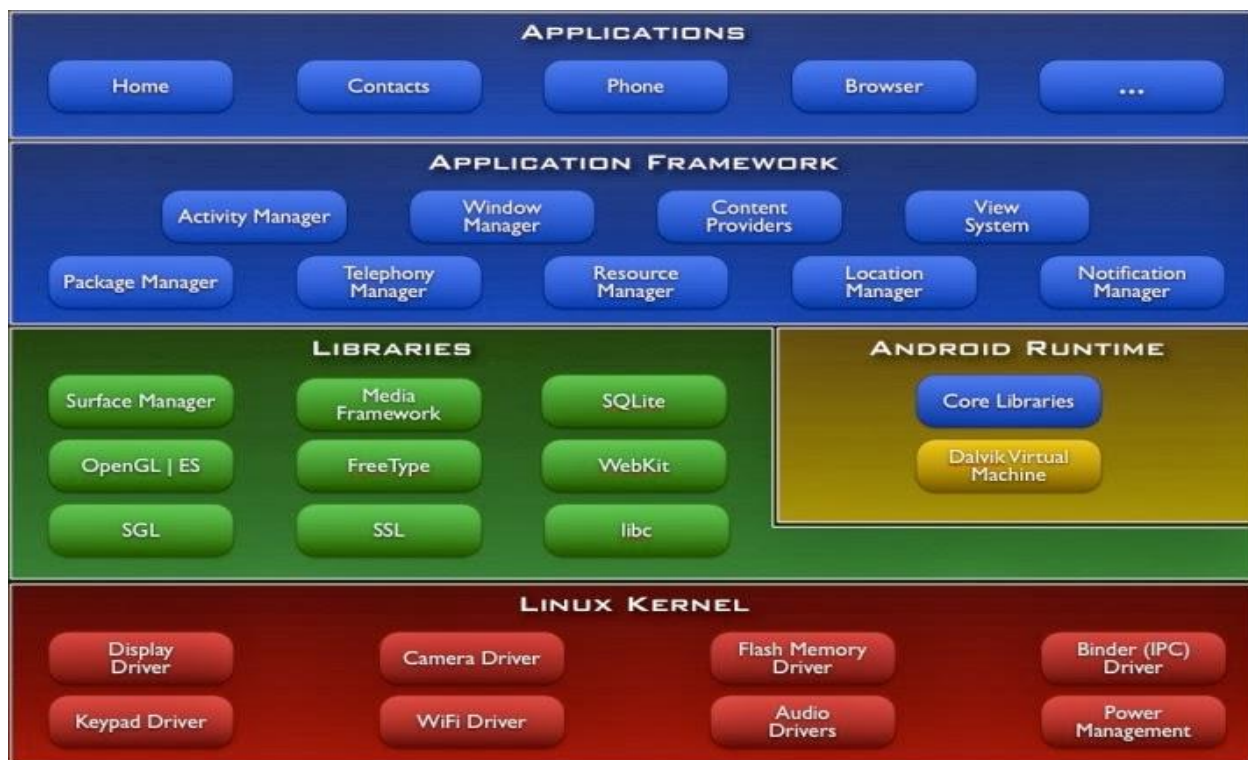 APPLICATIONS
Home
Contacts
Phone
Browser
...
APPLICATION FRAMEWORK
Activity Manager
Window
Manager
Content
Providers
View
System
Package Manager
Telephony
Manager
Resource
Manager
Location
Manager
Notification
Manager
LIBRARIES
Surface Manager
Media
Framework
SQLite
OpenGL | ES
FreeType
WebKit
SGL
SSL
libc
ANDROID RUNTIME
Core Libraries
Dalvik Virtual
Machine
LINUX KERNEL
Display
Driver
Camera Driver
Flash Memory
Driver
Binder (IPC)
Driver
Keypad Driver
WiFi Driver
Audio
Drivers
Power
Management